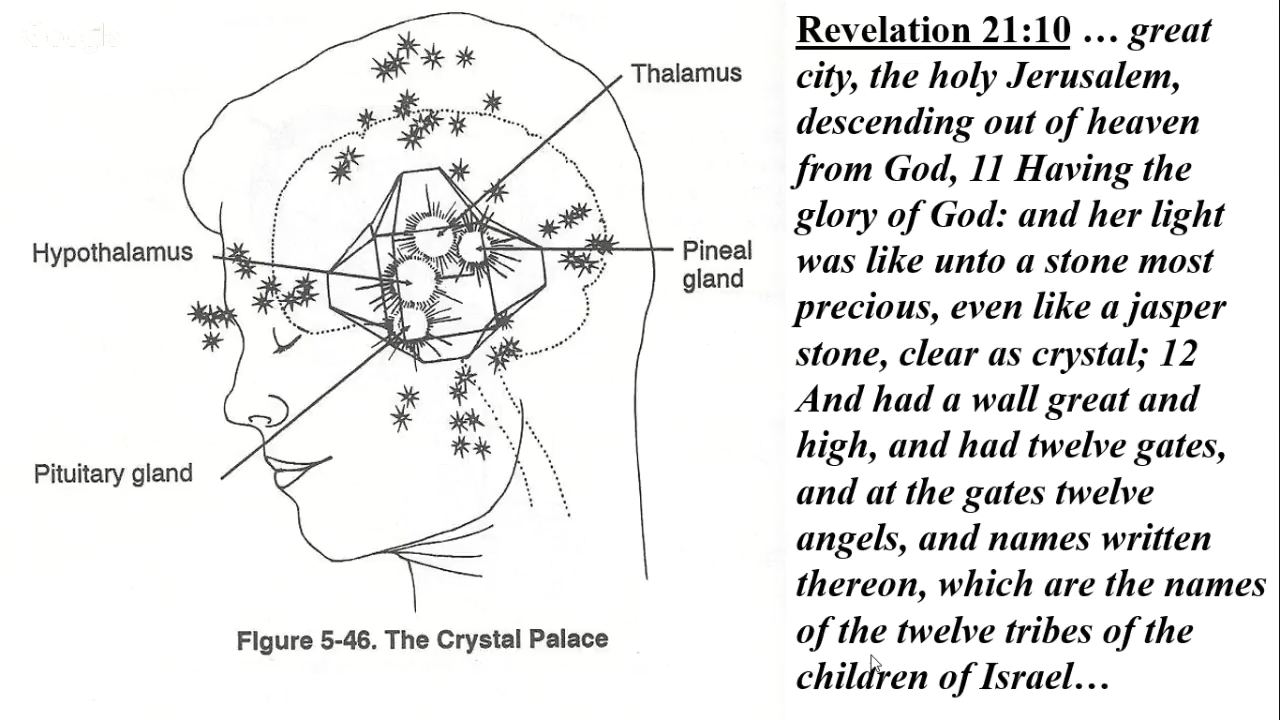 Google
Thalamus
Hypothalamus
Pineal
gland
Pituitary gland
Figure 5-46. The Crystal Palace
Revelation 21:10 … great
city, the holy Jerusalem,
descending out of heaven
from God, 11 Having the
glory of God: and her light
was like unto a stone most
precious, even like a jasper
stone, clear as crystal; 12
And had a wall great and
high, and had twelve gates,
and at the gates twelve
angels, and names written
thereon, which are the names
of the twelve tribes of the
children of Israel…